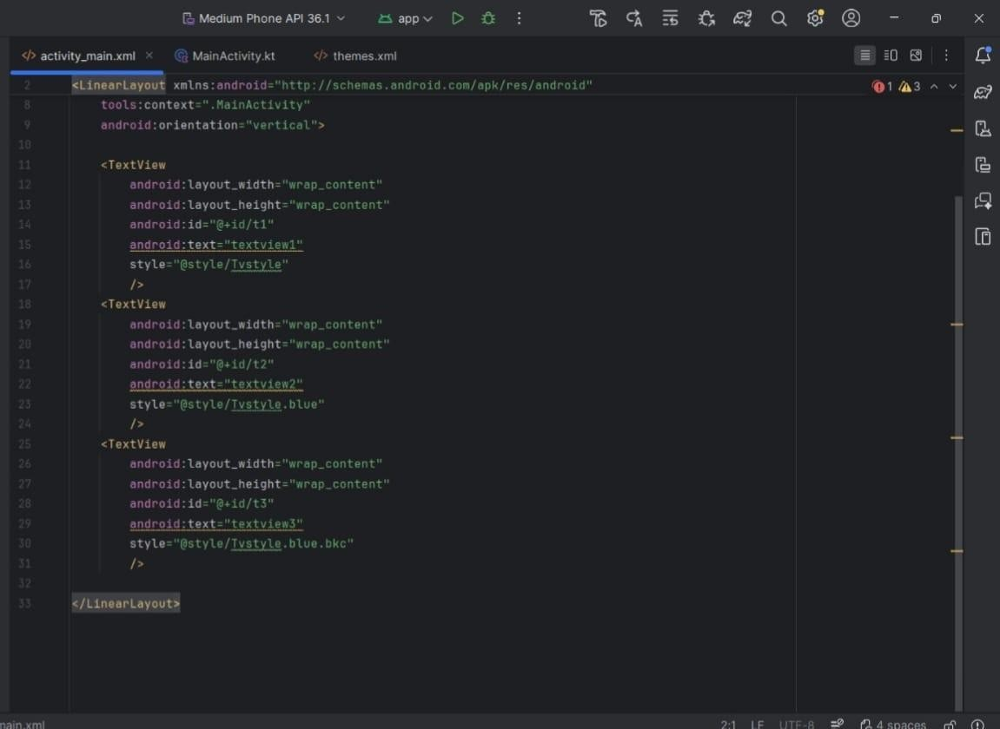 Medium Phone API 36.1
app
activity_main.xml
MainActivity.kt
themes.xml
2 <LinearLayout xmlns:android="http://schemas.android.com/apk/res/android"
1 3
8 tools:context=".MainActivity"
9 android:orientation="vertical">
10
11 <TextView
12 android:layout_width="wrap_content"
13 android:layout_height="wrap_content"
14 android:id="@+id/t1"
15 android:text="textview1"
16 style="@style/Tvstyle"
17 />
18 <TextView
19 android:layout_width="wrap_content"
20 android:layout_height="wrap_content"
21 android:id="@+id/t2"
22 android:text="textview2"
23 style="@style/Tvstyle.blue"
24 />
25 <TextView
26 android:layout_width="wrap_content"
27 android:layout_height="wrap_content"
28 android:id="@+id/t3"
29 android:text="textview3"
30 style="@style/Tvstyle.blue.bkc"
31 />
32
33 </LinearLayout>
main.xml
2:1 LF UTF-8 4 spaces